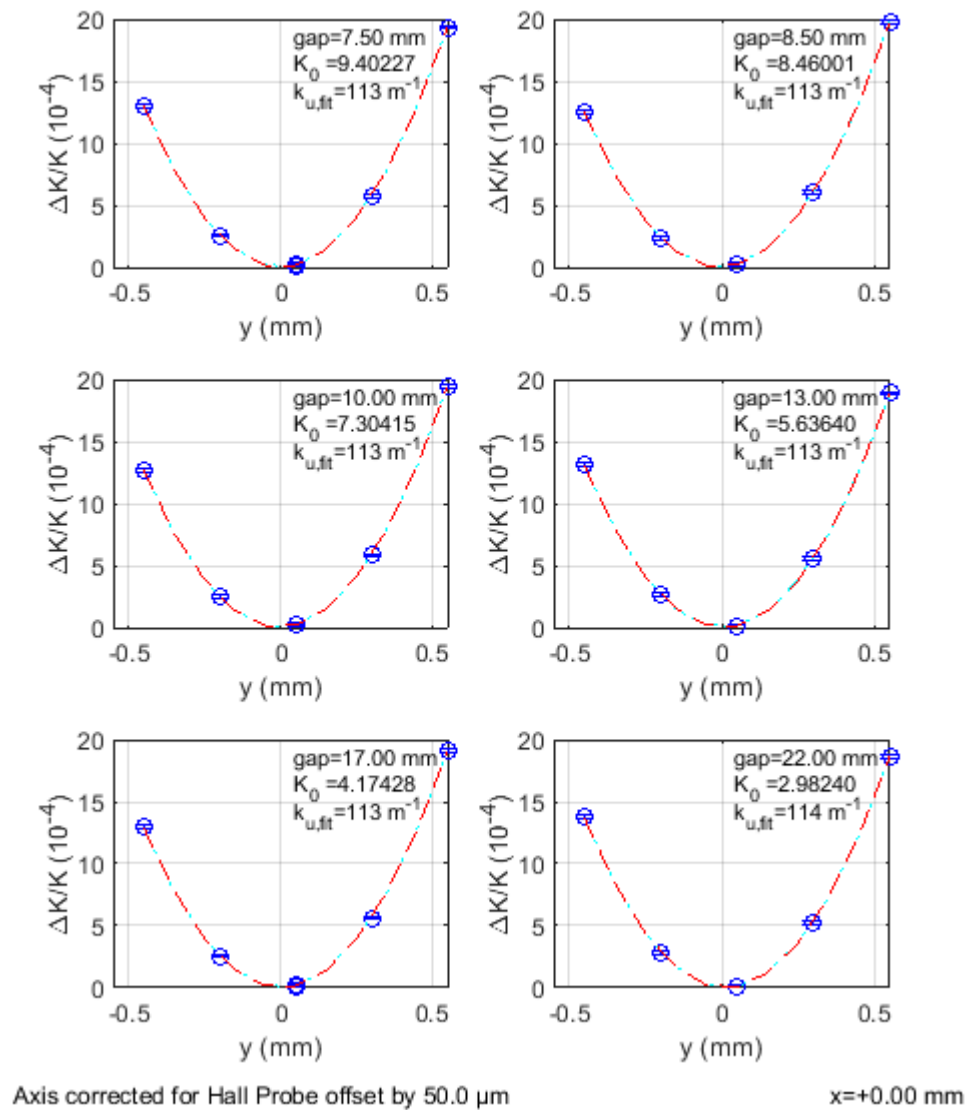 20
15
10
5
0
-0.5
0
0.5
ΔK/K (10⁻⁴)
y (mm)
gap=7.50 mm
K₀ =9.40227
k_u,fit=113 m⁻¹
20
15
10
5
0
-0.5
0
0.5
ΔK/K (10⁻⁴)
y (mm)
gap=8.50 mm
K₀ =8.46001
k_u,fit=113 m⁻¹
20
15
10
5
0
-0.5
0
0.5
ΔK/K (10⁻⁴)
y (mm)
gap=10.00 mm
K₀ =7.30415
k_u,fit=113 m⁻¹
20
15
10
5
0
-0.5
0
0.5
ΔK/K (10⁻⁴)
y (mm)
gap=13.00 mm
K₀ =5.63640
k_u,fit=113 m⁻¹
20
15
10
5
0
-0.5
0
0.5
ΔK/K (10⁻⁴)
y (mm)
gap=17.00 mm
K₀ =4.17428
k_u,fit=113 m⁻¹
20
15
10
5
0
-0.5
0
0.5
ΔK/K (10⁻⁴)
y (mm)
gap=22.00 mm
K₀ =2.98240
k_u,fit=114 m⁻¹
Axis corrected for Hall Probe offset by 50.0 μm
x=+0.00 mm